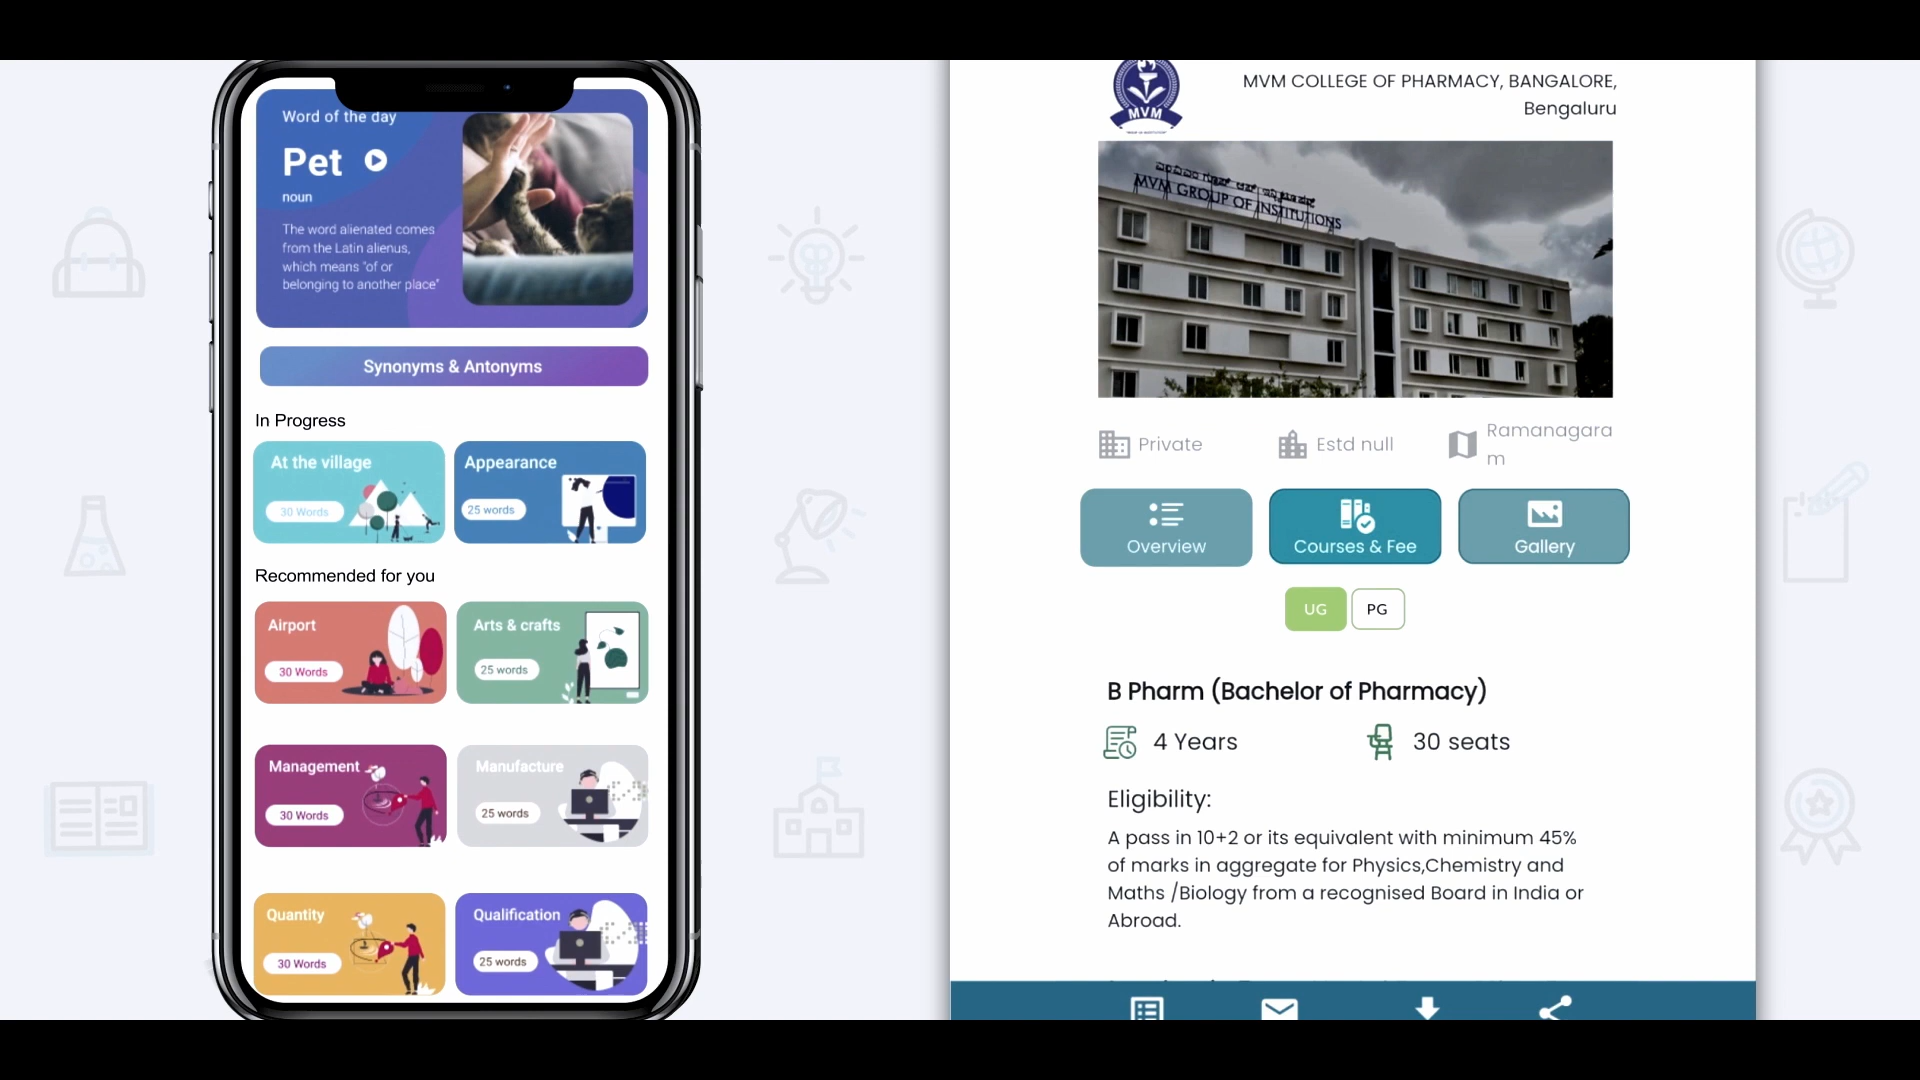 Word of the day
Pet
noun
The word alienated comes
from the Latin alienus,
which means "of or
belonging to another place"
Synonyms & Antonyms
In Progress
At the village
30 Words
Appearance
25 words
Recommended for you
Airport
30 Words
Arts & crafts
25 words
Management
30 Words
Manufacture
25 words
Quantity
30 Words
Qualification
25 words
MVM
MVM COLLEGE OF PHARMACY, BANGALORE,
Bengaluru
MVM GROUP OF INSTITUTIONS
Private
Estd null
Ramanagara
m
Overview
Courses & Fee
Gallery
UG
PG
B Pharm (Bachelor of Pharmacy)
4 Years
30 seats
Eligibility:
A pass in 10+2 or its equivalent with minimum 45%
of marks in aggregate for Physics,Chemistry and
Maths /Biology from a recognised Board in India or
Abroad.